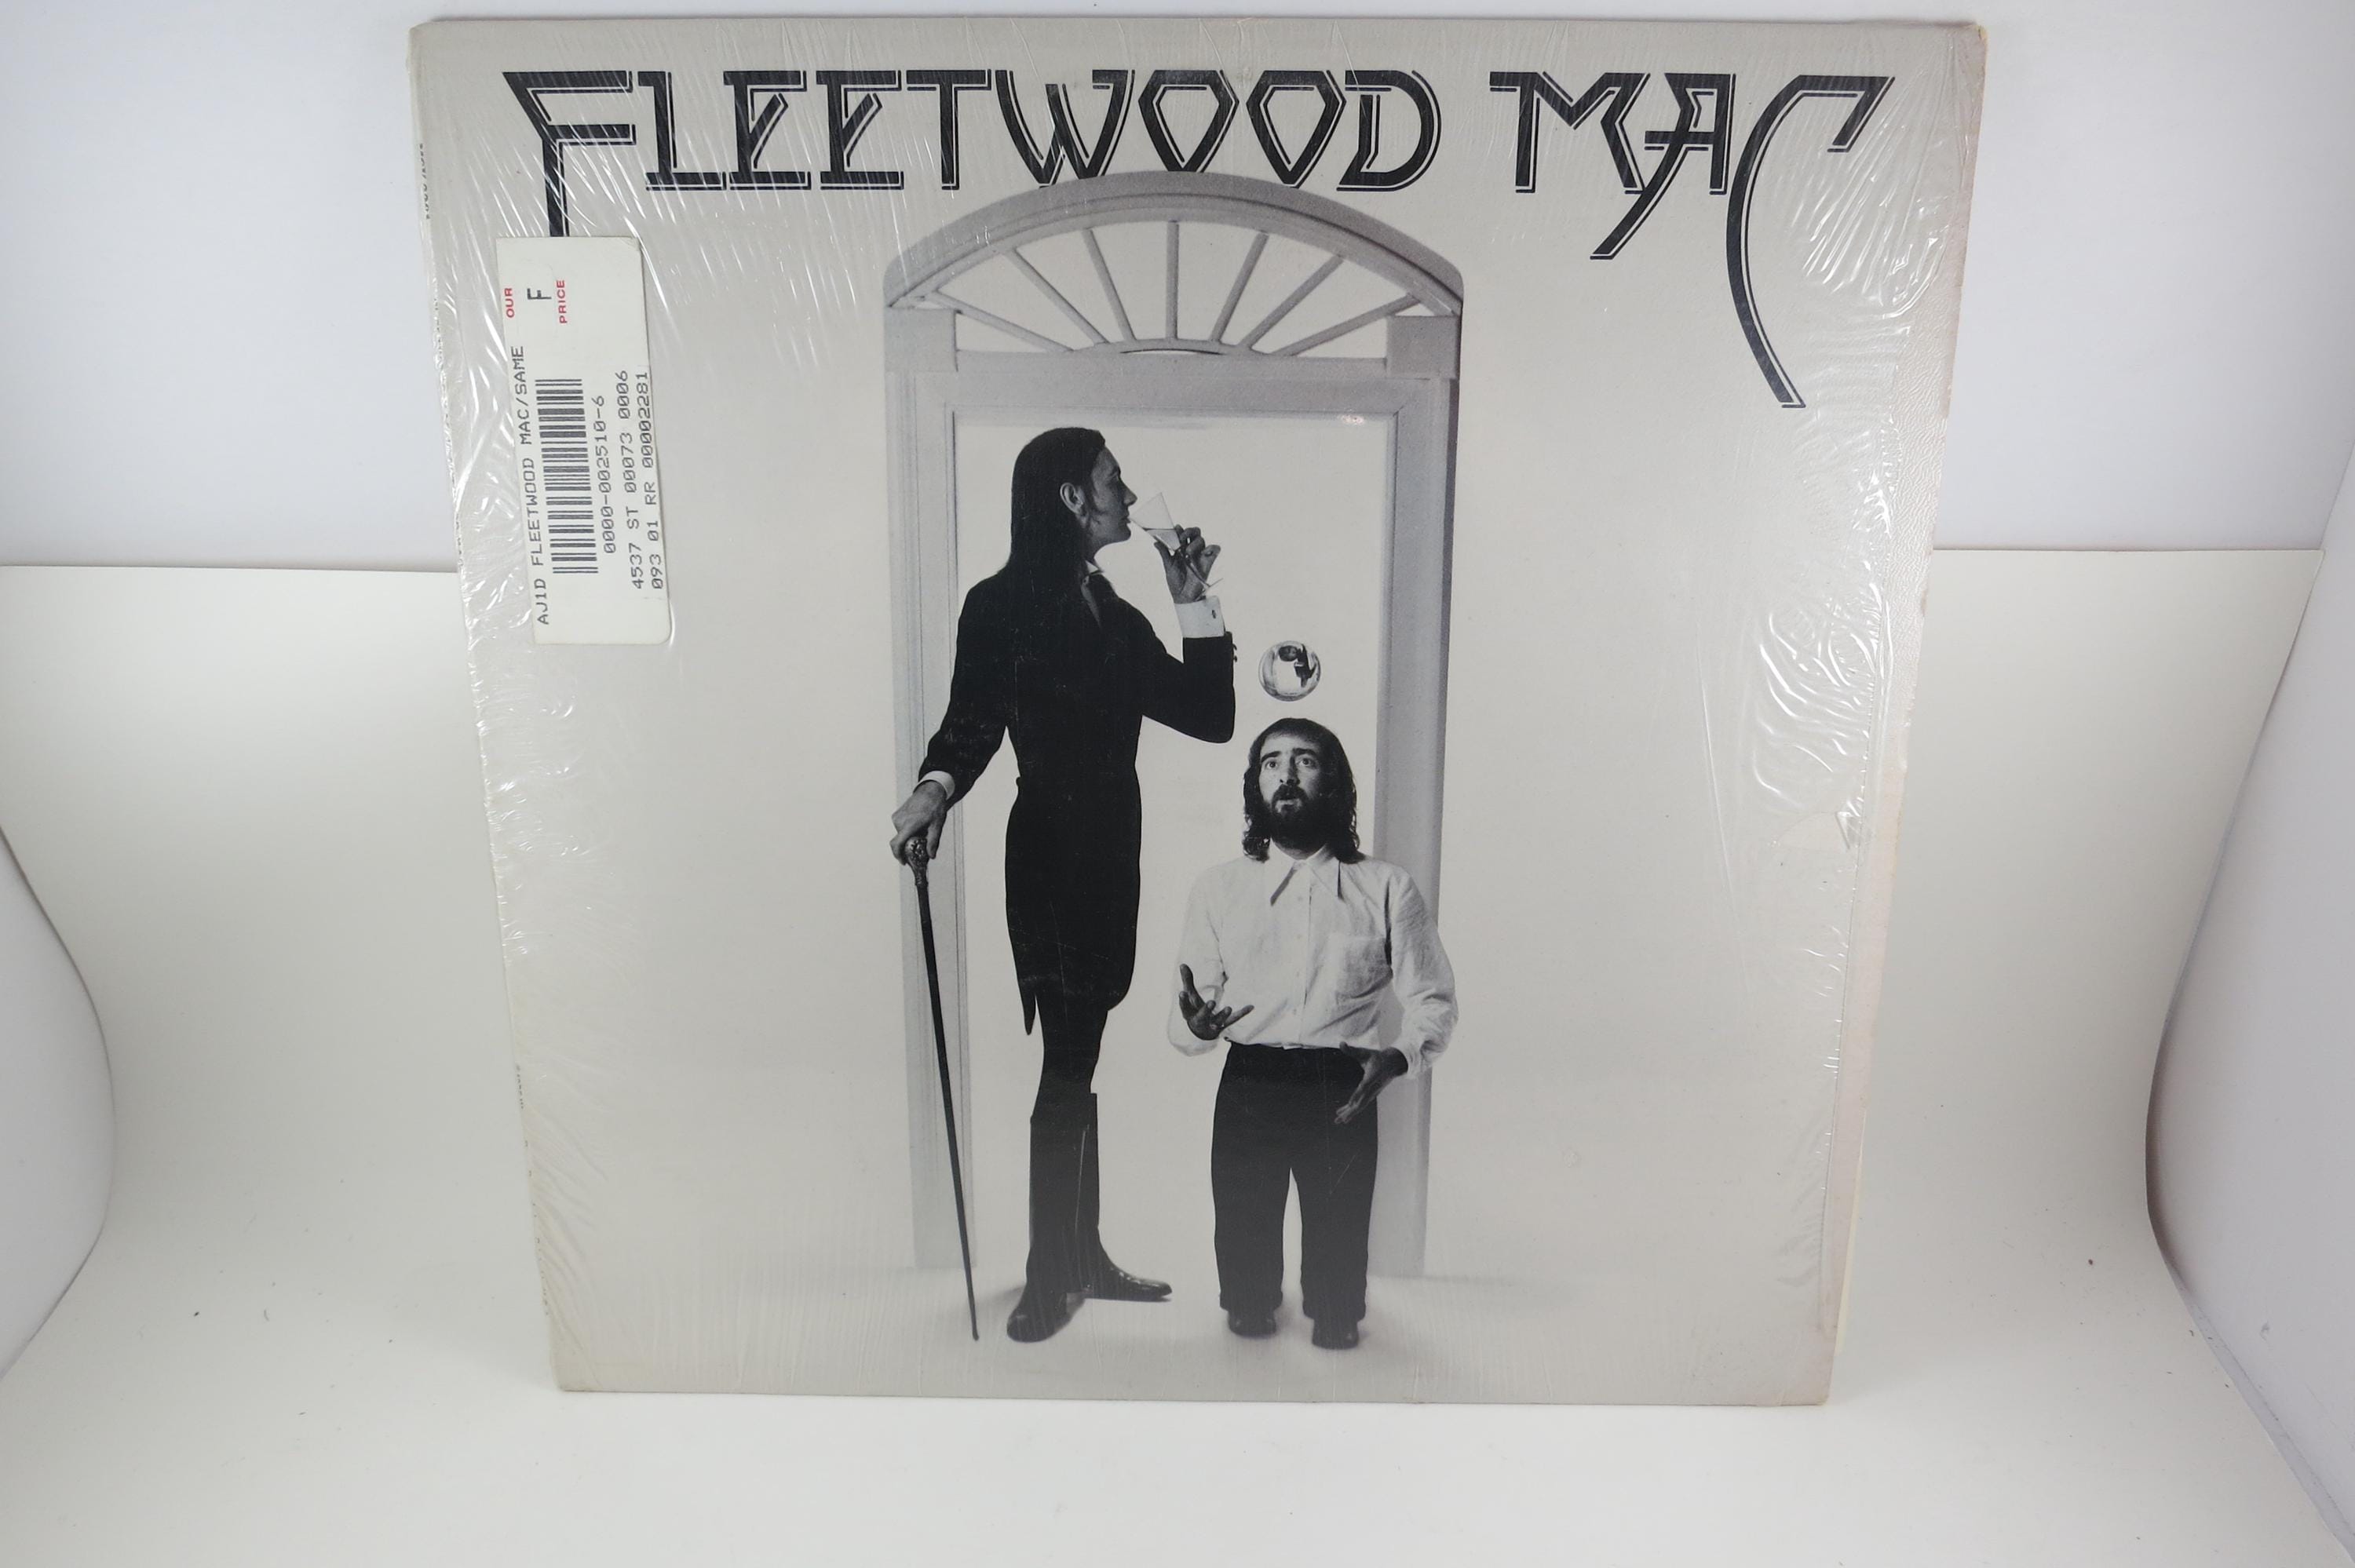 FLEETWOOD MAC
OUR
F
PRICE
AJ1D FLEETWOOD MAC/SAME
0000-002510-6
4537 ST 00073 0006
093 01 RR 00002281